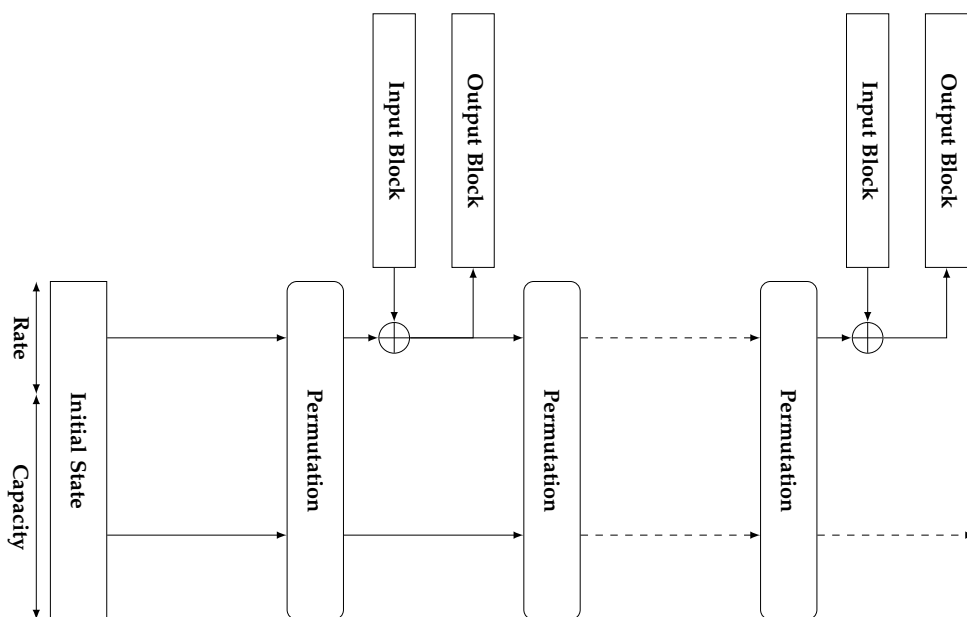 Input Block
Output Block
Input Block
Output Block
Rate
Capacity
Initial State
Permutation
Permutation
Permutation